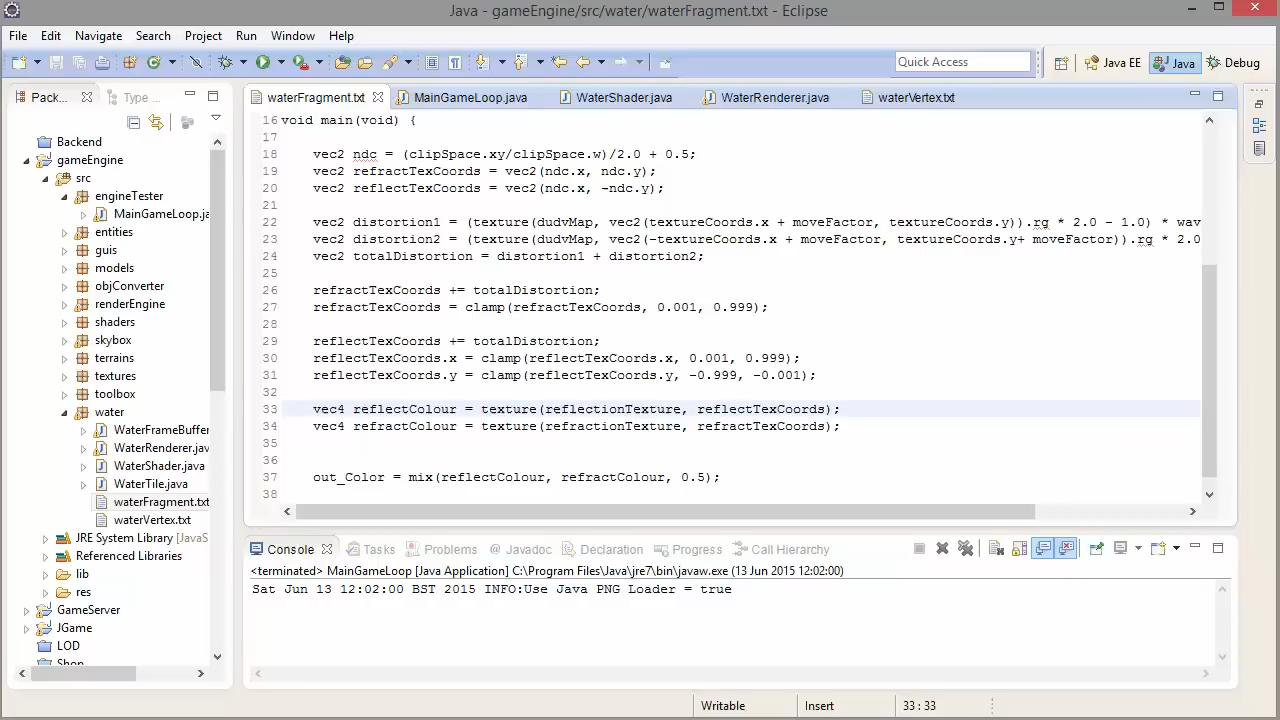 Java - gameEngine/src/water/waterFragment.txt - Eclipse
File Edit Navigate Search Project Run Window Help
Quick Access
Java EE
Java
Debug
Pack...
Type ...
waterFragment.txt
MainGameLoop.java
WaterShader.java
WaterRenderer.java
waterVertex.txt
Backend
gameEngine
src
engineTester
MainGameLoop.ja
entities
guis
models
objConverter
renderEngine
shaders
skybox
terrains
textures
toolbox
water
WaterFrameBuffer
WaterRenderer.jav
WaterShader.java
WaterTile.java
waterFragment.txt
waterVertex.txt
JRE System Library [JavaS
Referenced Libraries
lib
res
GameServer
JGame
LOD
Shop
16 void main(void) {
17
18 vec2 ndc = (clipSpace.xy/clipSpace.w)/2.0 + 0.5;
19 vec2 refractTexCoords = vec2(ndc.x, ndc.y);
20 vec2 reflectTexCoords = vec2(ndc.x, -ndc.y);
21
22 vec2 distortion1 = (texture(dudvMap, vec2(textureCoords.x + moveFactor, textureCoords.y)).rg * 2.0 - 1.0) * wav
23 vec2 distortion2 = (texture(dudvMap, vec2(-textureCoords.x + moveFactor, textureCoords.y+ moveFactor)).rg * 2.0
24 vec2 totalDistortion = distortion1 + distortion2;
25
26 refractTexCoords += totalDistortion;
27 refractTexCoords = clamp(refractTexCoords, 0.001, 0.999);
28
29 reflectTexCoords += totalDistortion;
30 reflectTexCoords.x = clamp(reflectTexCoords.x, 0.001, 0.999);
31 reflectTexCoords.y = clamp(reflectTexCoords.y, -0.999, -0.001);
32
33 vec4 reflectColour = texture(reflectionTexture, reflectTexCoords);
34 vec4 refractColour = texture(refractionTexture, refractTexCoords);
35
36
37 out_Color = mix(reflectColour, refractColour, 0.5);
38
Console Tasks Problems @ Javadoc Declaration Progress Call Hierarchy
<terminated> MainGameLoop [Java Application] C:\Program Files\Java\jre7\bin\javaw.exe (13 Jun 2015 12:02:00)
Sat Jun 13 12:02:00 BST 2015 INFO:Use Java PNG Loader = true
Writable
Insert
33 : 33